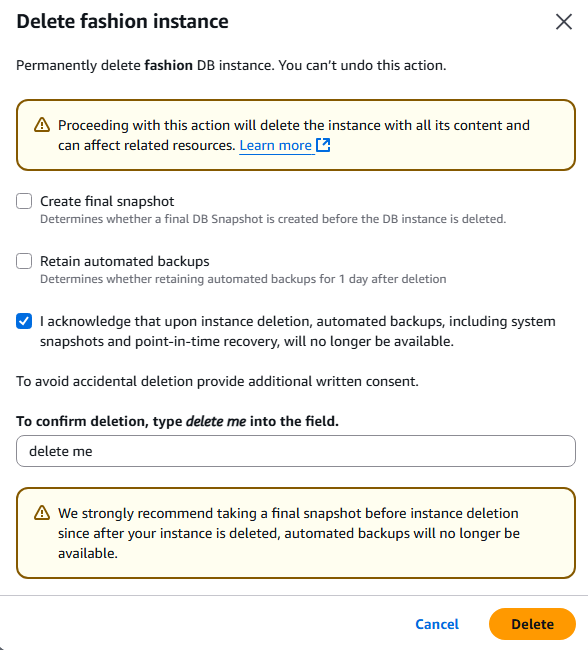 Delete fashion instance
Permanently delete fashion DB instance. You can’t undo this action.
Proceeding with this action will delete the instance with all its content and
can affect related resources. Learn more
Create final snapshot
Determines whether a final DB Snapshot is created before the DB instance is deleted.
Retain automated backups
Determines whether retaining automated backups for 1 day after deletion
I acknowledge that upon instance deletion, automated backups, including system
snapshots and point-in-time recovery, will no longer be available.
To avoid accidental deletion provide additional written consent.
To confirm deletion, type delete me into the field.
delete me
We strongly recommend taking a final snapshot before instance deletion
since after your instance is deleted, automated backups will no longer be
available.
Cancel
Delete